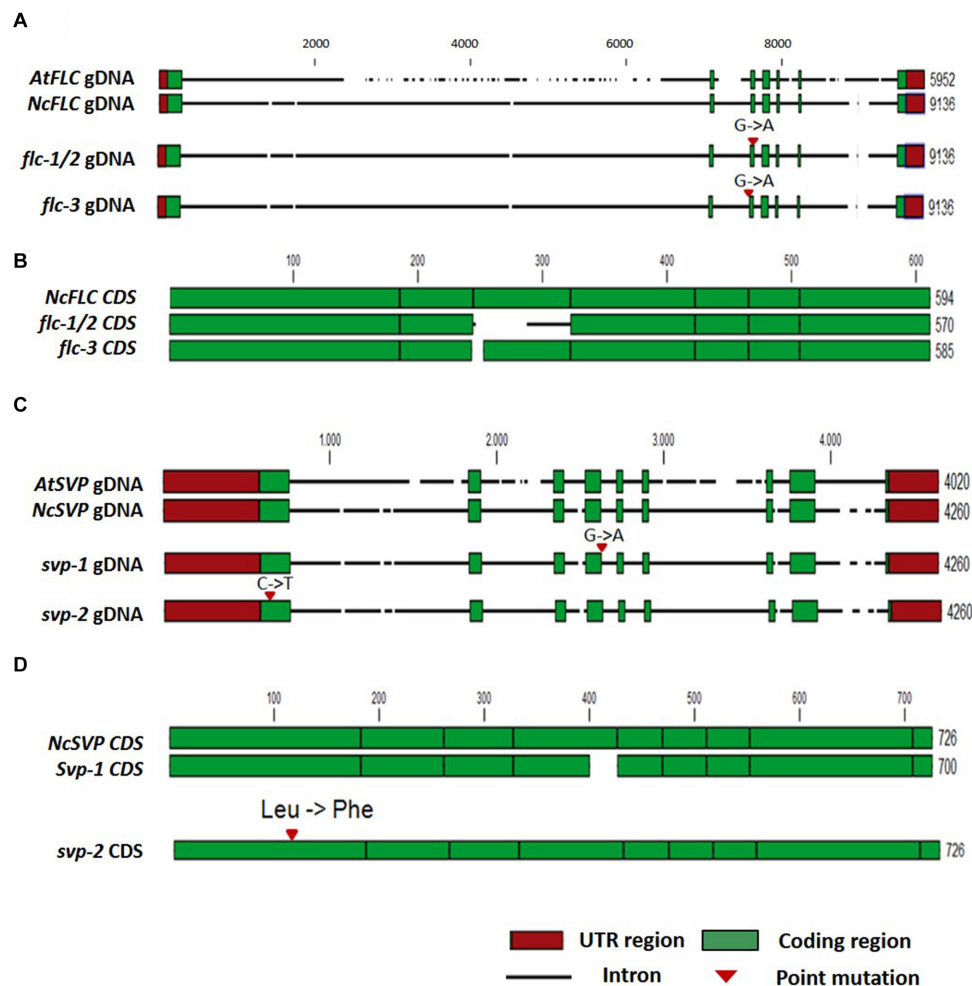 A
2000 4000 6000 8000
AtFLC gDNA 5952
NcFLC gDNA 9136
G->A
flc-1/2 gDNA 9136
G->A
flc-3 gDNA 9136
B
100 200 300 400 500 600
NcFLC CDS 594
flc-1/2 CDS 570
flc-3 CDS 585
C
1.000 2.000 3.000 4.000
AtSVP gDNA 4020
NcSVP gDNA 4260
G->A
svp-1 gDNA 4260
C->T
svp-2 gDNA 4260
D
100 200 300 400 500 600 700
NcSVP CDS 726
Svp-1 CDS 700
Leu -> Phe
svp-2 CDS 726
UTR region Coding region
Intron Point mutation